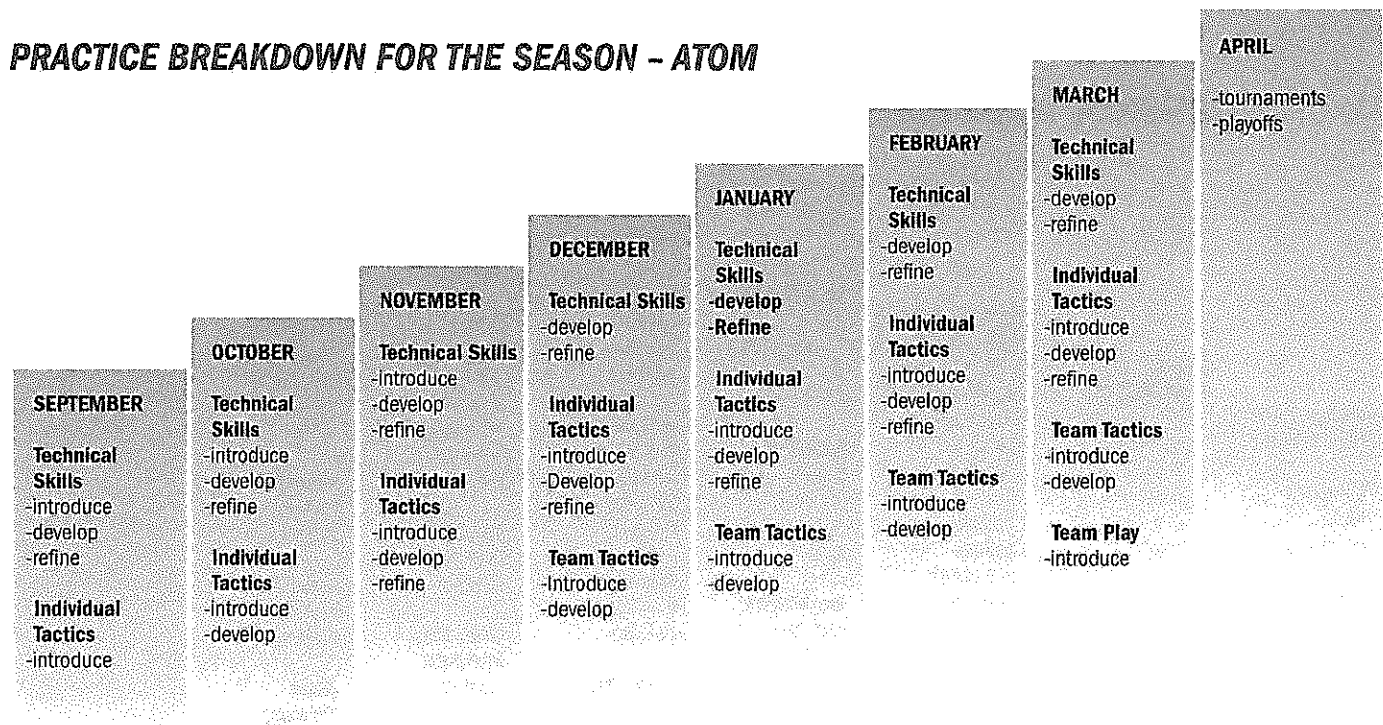 PRACTICE BREAKDOWN FOR THE SEASON – ATOM
SEPTEMBER
Technical
Skills
-introduce
-develop
-refine
Individual
Tactics
-introduce
OCTOBER
Technical
Skills
-introduce
-develop
-refine
Individual
Tactics
-introduce
-develop
NOVEMBER
Technical Skills
-introduce
-develop
-refine
Individual
Tactics
-introduce
-develop
-refine
DECEMBER
Technical Skills
-develop
-refine
Individual
Tactics
-introduce
-Develop
-refine
Team Tactics
-Introduce
-develop
JANUARY
Technical
Skills
-develop
-Refine
Individual
Tactics
-introduce
-develop
-refine
Team Tactics
-introduce
-develop
FEBRUARY
Technical
Skills
-develop
-refine
Individual
Tactics
-introduce
-develop
-refine
Team Tactics
-introduce
-develop
MARCH
Technical
Skills
-develop
-refine
Individual
Tactics
-introduce
-develop
-refine
Team Tactics
-introduce
-develop
Team Play
-introduce
APRIL
-tournaments
-playoffs